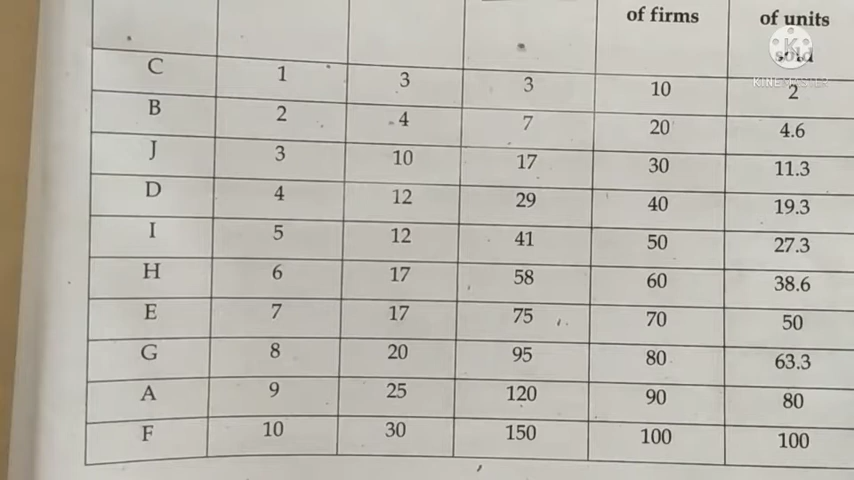 of firms of units
sold
K
KINEMASTER
C 1 3 3 10 2
B 2 4 7 20 4.6
J 3 10 17 30 11.3
D 4 12 29 40 19.3
I 5 12 41 50 27.3
H 6 17 58 60 38.6
E 7 17 75 70 50
G 8 20 95 80 63.3
A 9 25 120 90 80
F 10 30 150 100 100